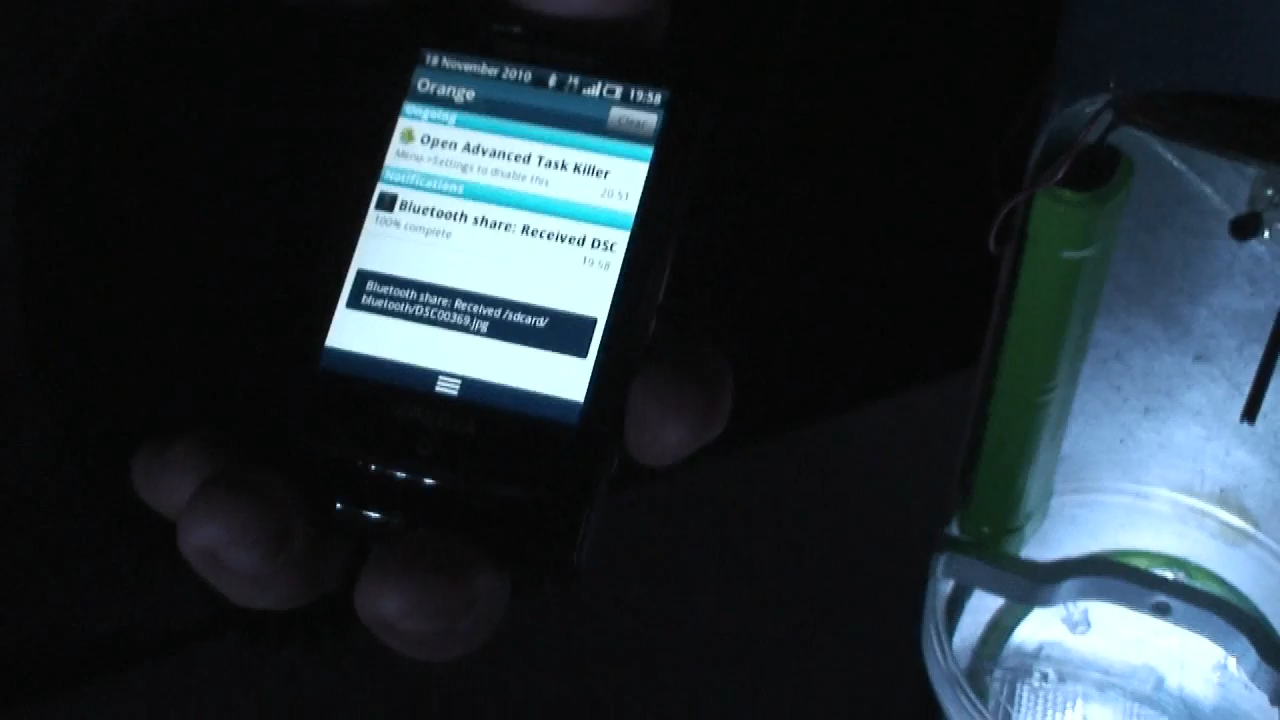 18 November 2010 19:58
Orange
Clear
Ongoing
Open Advanced Task Killer
Menu->Settings to disable this
20:51
Notifications
Bluetooth share: Received DSC
100% complete
19:58
Bluetooth share: Received /sdcard/
bluetooth/DSC00369.jpg